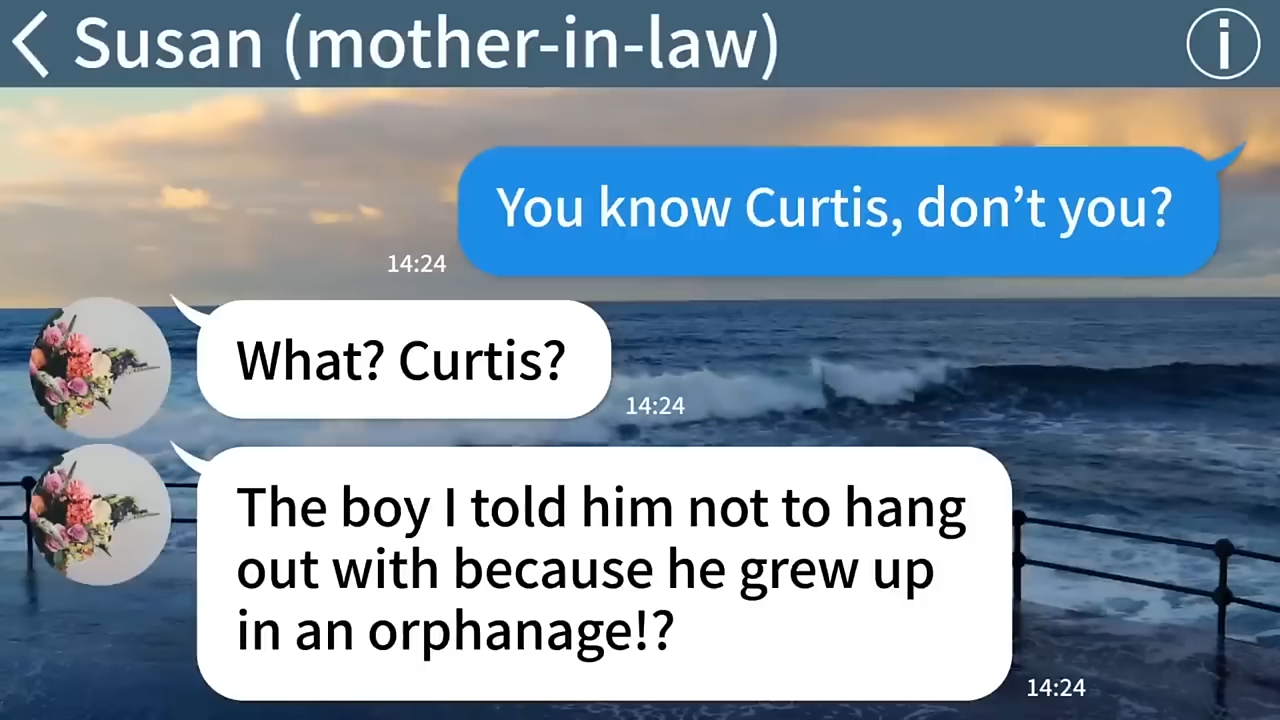 Susan (mother-in-law)
You know Curtis, don’t you?
14:24
What? Curtis?
14:24
The boy I told him not to hang
out with because he grew up
in an orphanage!?
14:24